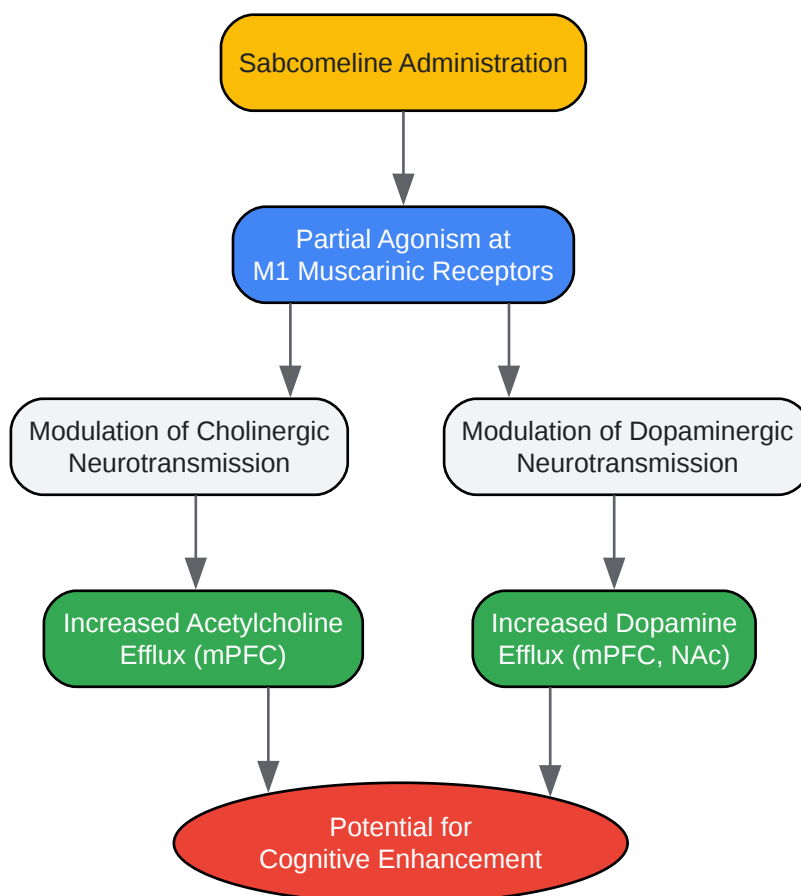 Sabcomeline Administration
Partial Agonism at
M1 Muscarinic Receptors
Modulation of Cholinergic
Neurotransmission
Modulation of Dopaminergic
Neurotransmission
Increased Acetylcholine
Efflux (mPFC)
Increased Dopamine
Efflux (mPFC, NAc)
Potential for
Cognitive Enhancement